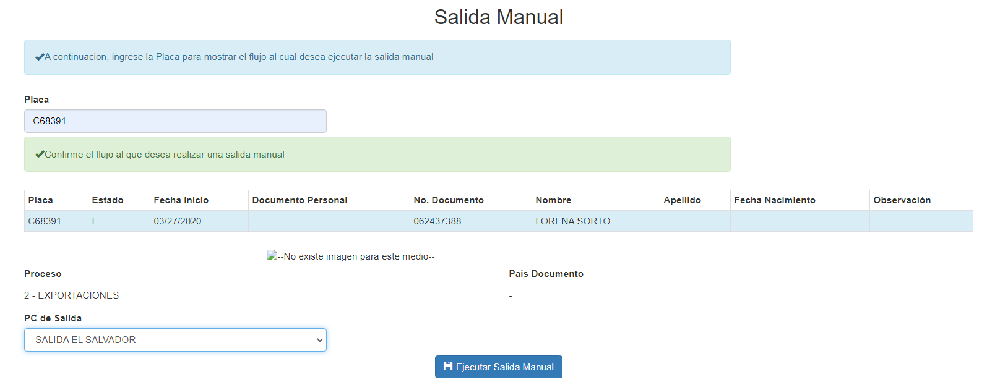 Salida Manual
A continuacion, ingrese la Placa para mostrar el flujo al cual desea ejecutar la salida manual
Placa
C68391
Confirme el flujo al que desea realizar una salida manual
Placa Estado Fecha Inicio Documento Personal No. Documento Nombre Apellido Fecha Nacimiento Observación
C68391 I 03/27/2020 062437388 LORENA SORTO
--No existe imagen para este medio--
Proceso Pais Documento
2 - EXPORTACIONES -
PC de Salida
SALIDA EL SALVADOR
Ejecutar Salida Manual